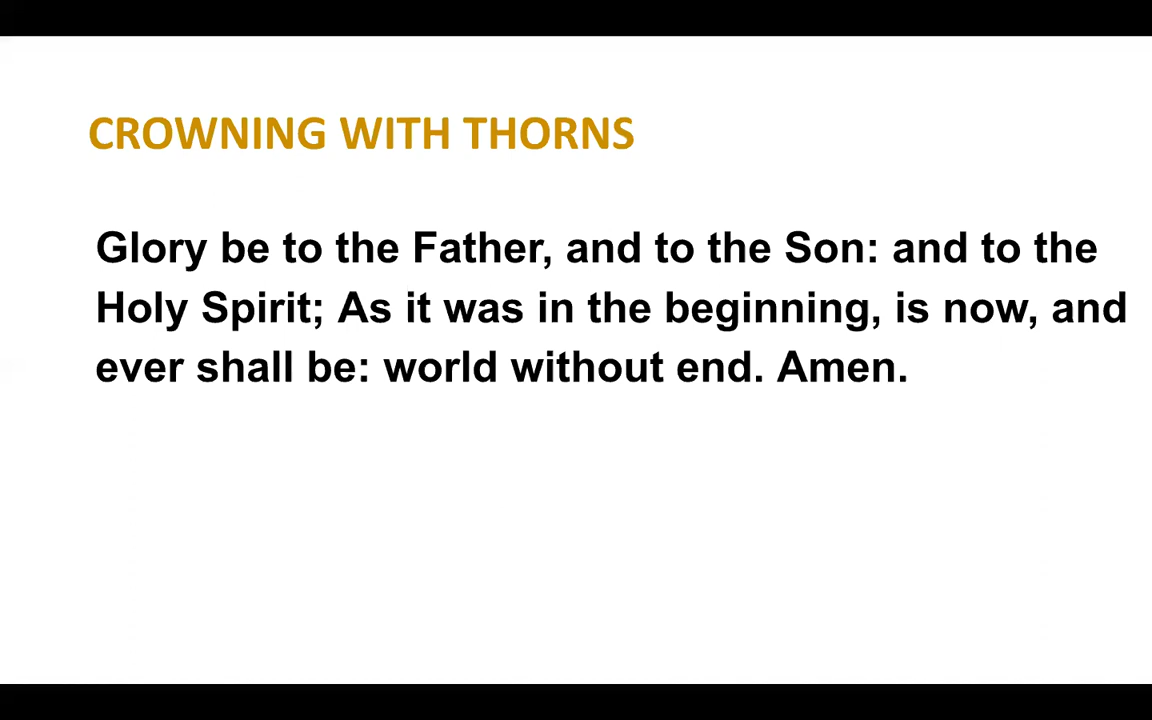 CROWNING WITH THORNS
Glory be to the Father, and to the Son: and to the
Holy Spirit; As it was in the beginning, is now, and
ever shall be: world without end. Amen.